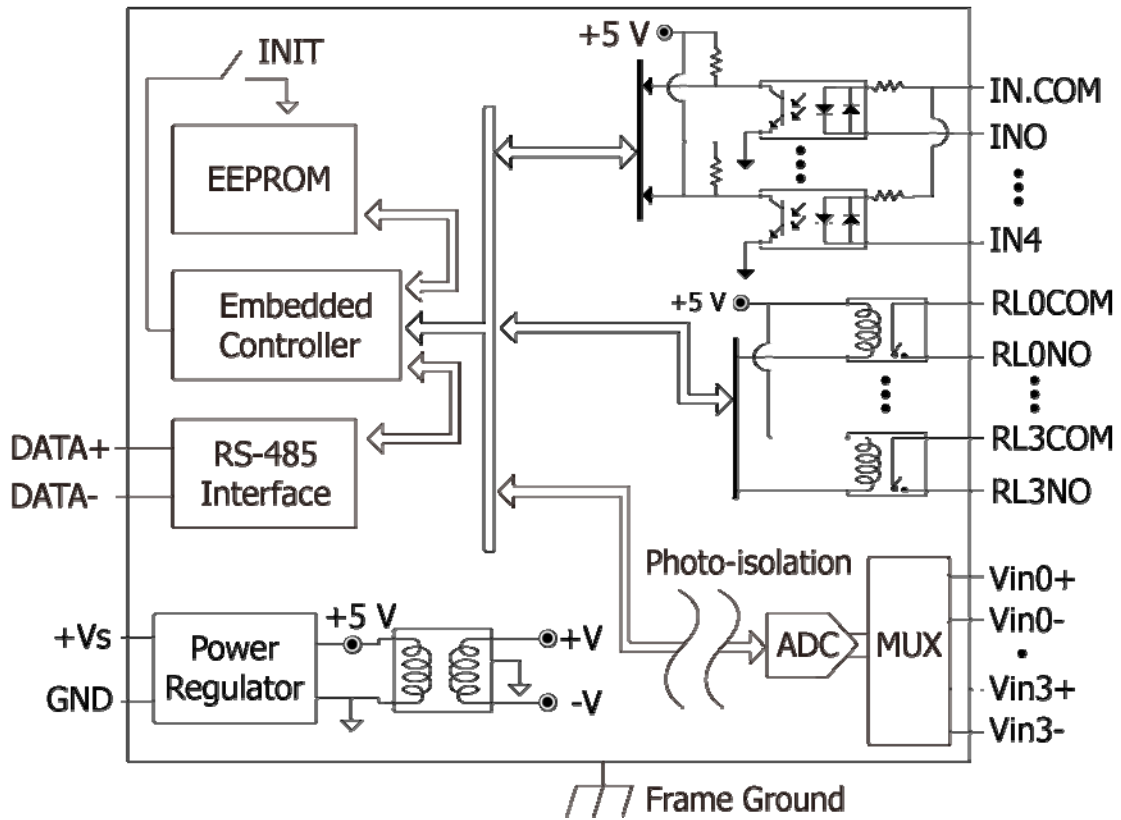 INIT
EEPROM
Embedded
Controller
RS-485
Interface
DATA+
DATA-
+Vs
GND
Power
Regulator
+5 V
+V
-V
+5 V
IN.COM
INO
IN4
+5 V
RL0COM
RL0NO
RL3COM
RL3NO
Photo-isolation
ADC
MUX
Vin0+
Vin0-
Vin3+
Vin3-
Frame Ground